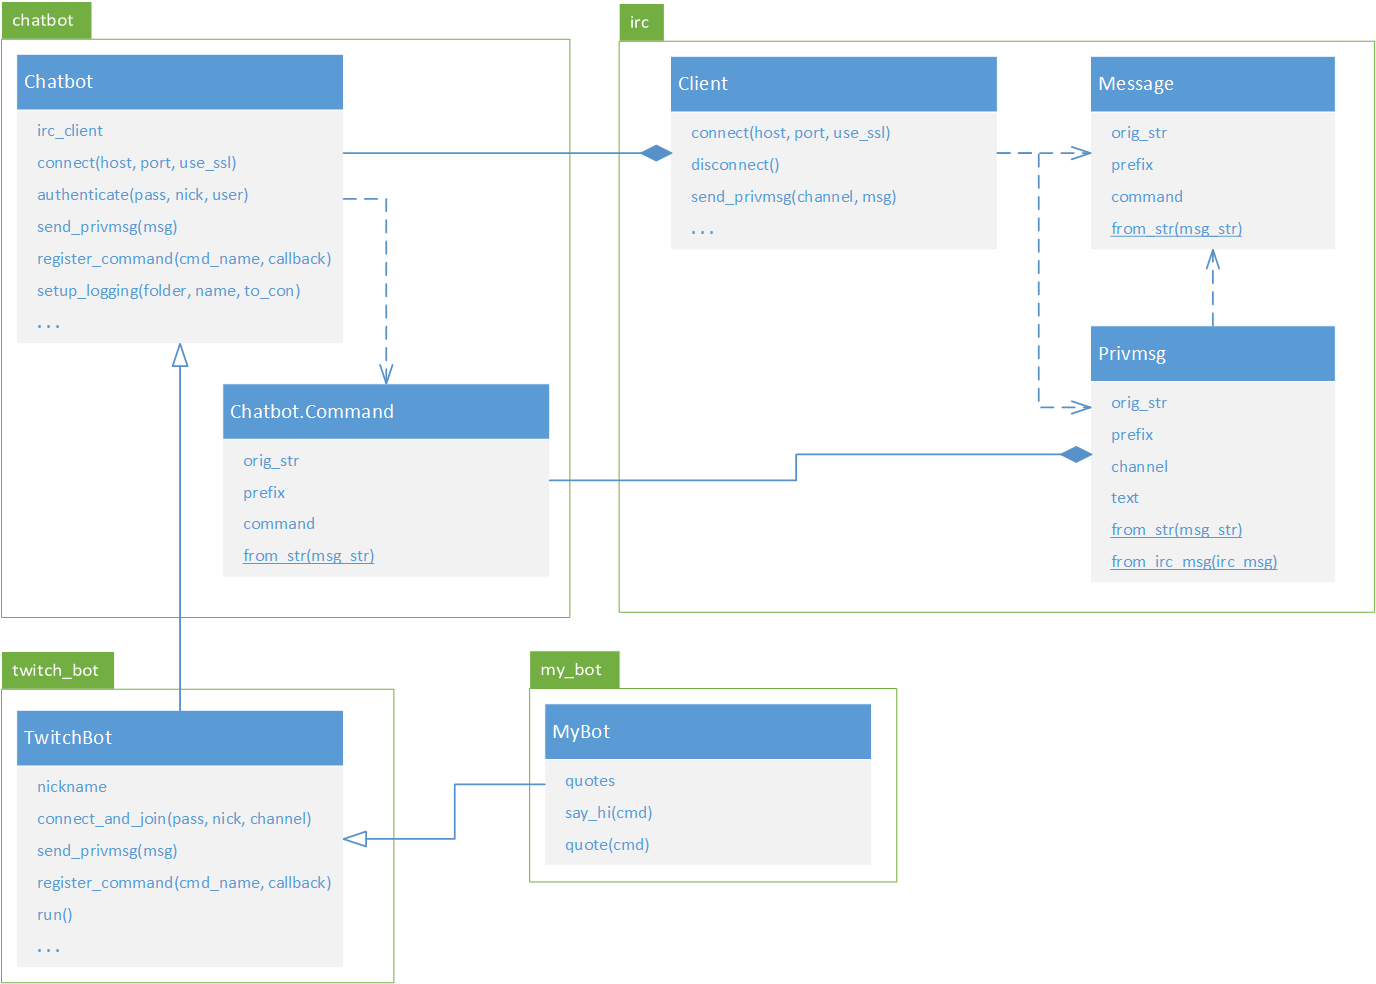 chatbot
Chatbot
irc_client
connect(host, port, use_ssl)
authenticate(pass, nick, user)
send_privmsg(msg)
register_command(cmd_name, callback)
setup_logging(folder, name, to_con)
...
Chatbot.Command
orig_str
prefix
command
from_str(msg_str)
irc
Client
connect(host, port, use_ssl)
disconnect()
send_privmsg(channel, msg)
...
Message
orig_str
prefix
command
from_str(msg_str)
Privmsg
orig_str
prefix
channel
text
from_str(msg_str)
from_irc_msg(irc_msg)
twitch_bot
TwitchBot
nickname
connect_and_join(pass, nick, channel)
send_privmsg(msg)
register_command(cmd_name, callback)
run()
...
my_bot
MyBot
quotes
say_hi(cmd)
quote(cmd)